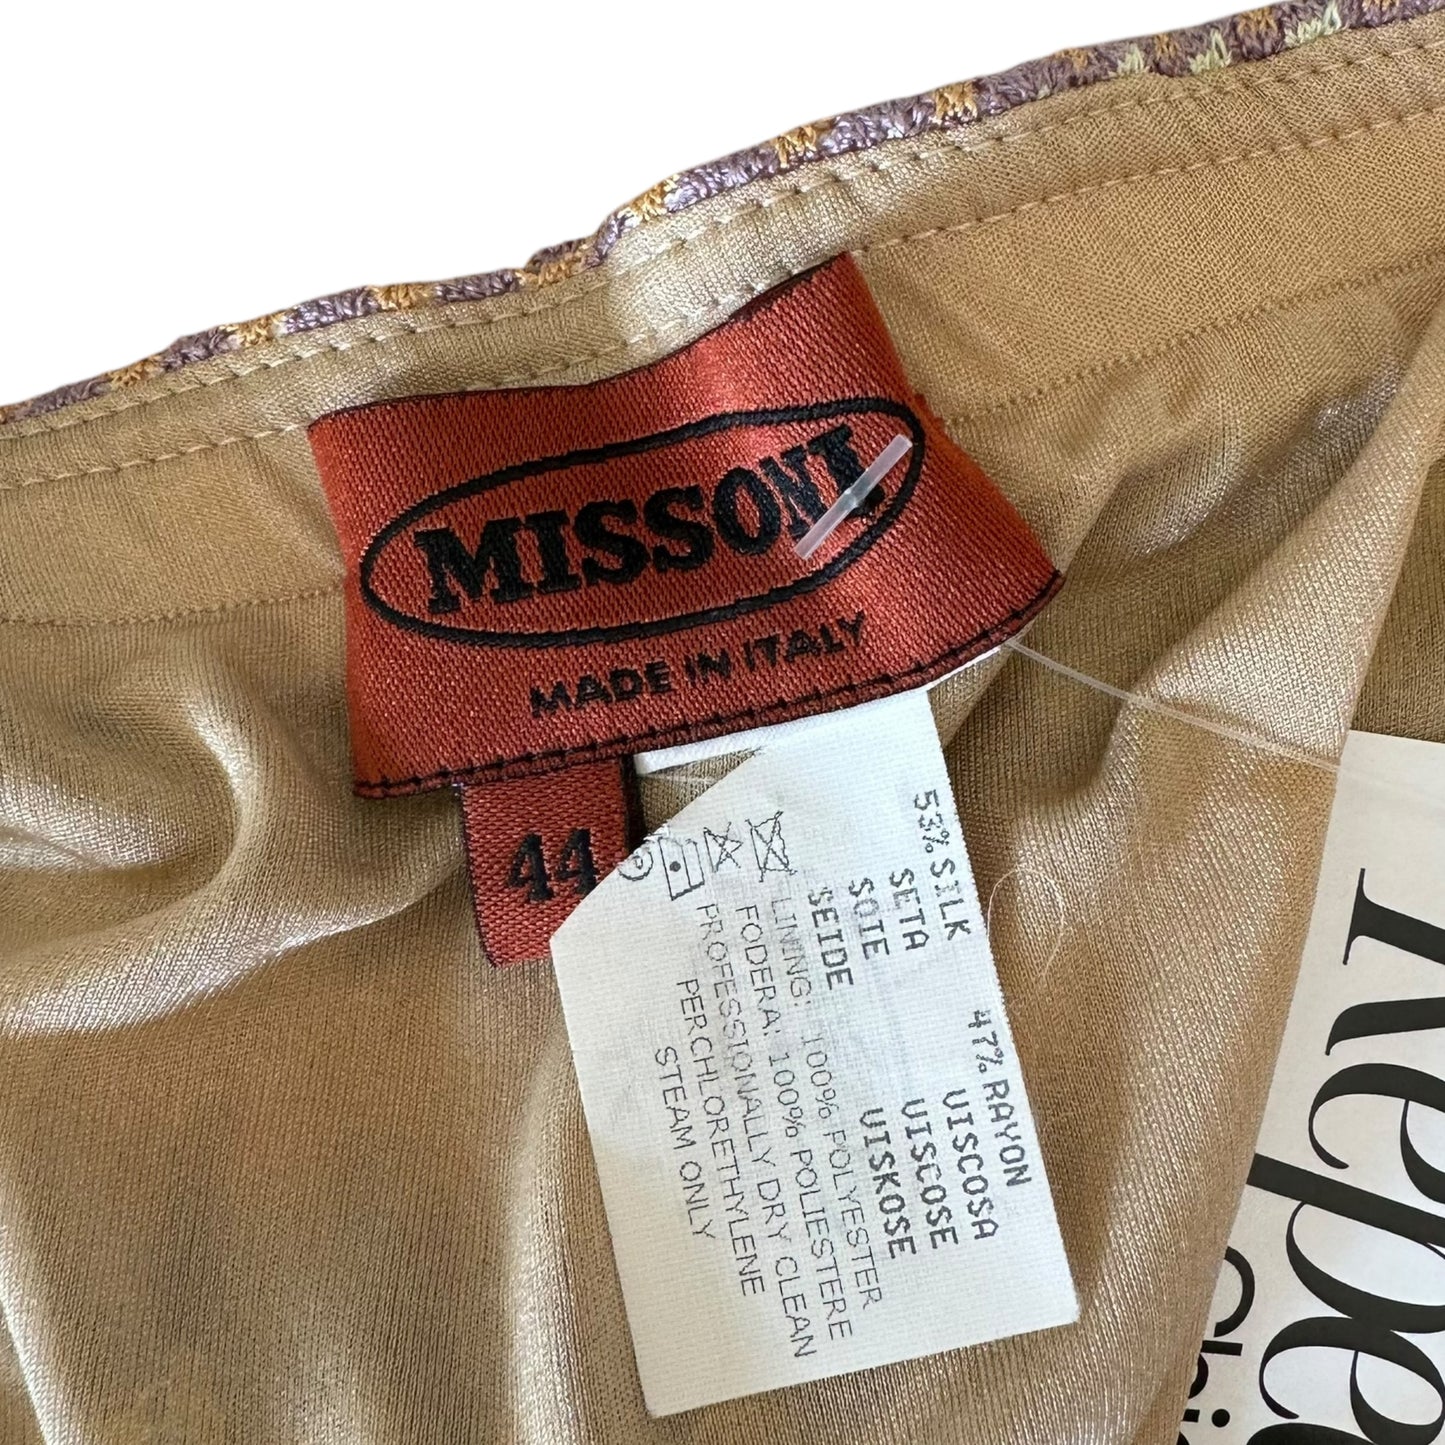 MISSONI
MADE IN ITALY
44
53% SILK
SETA
SOIE
SEIDE
47% RAYON
VISCOSA
VISCOSE
VISKOSE
LINING: 100% POLYESTER
FODERA: 100% POLIESTERE
PROFESSIONALLY DRY CLEAN
PERCHLORETHYLENE
STEAM ONLY
P